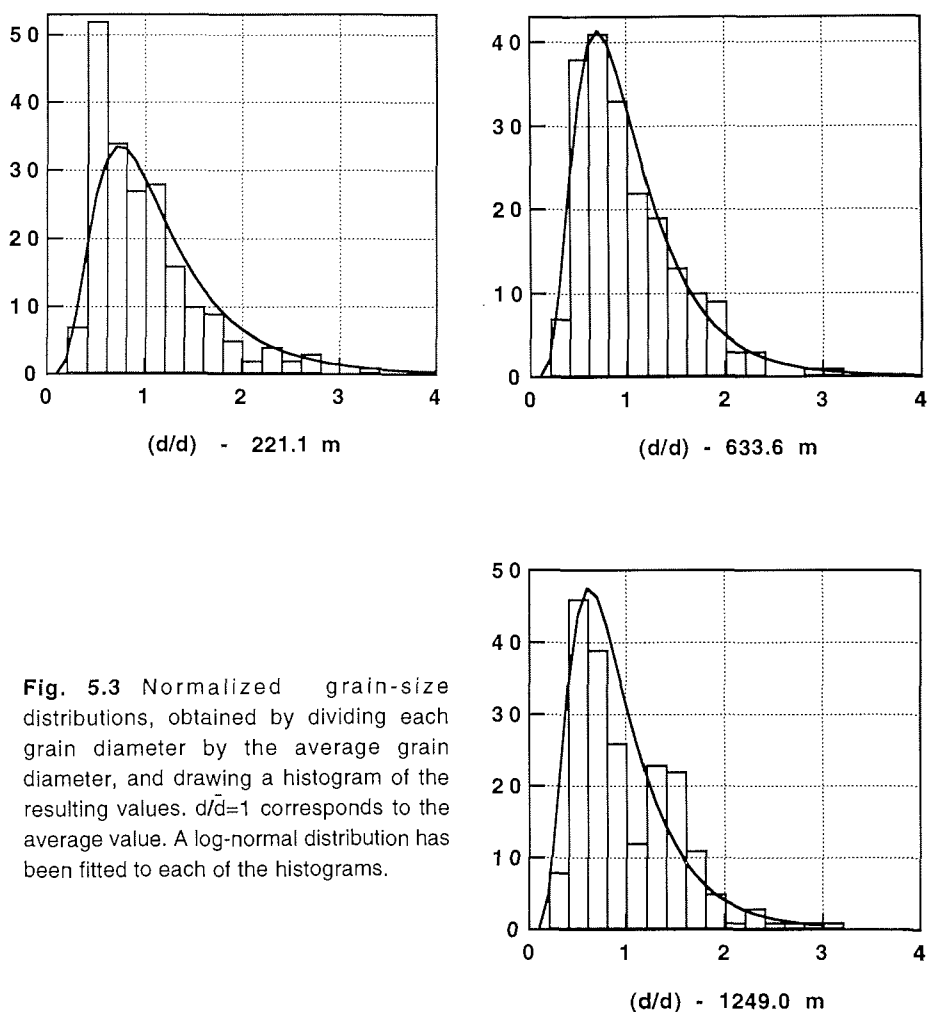 50
40
30
20
10
0
0 1 2 3 4
(d/d) - 221.1 m
40
30
20
10
0
0 1 2 3 4
(d/d) - 633.6 m
Fig. 5.3 Normalized grain-size
distributions, obtained by dividing each
grain diameter by the average grain
diameter, and drawing a histogram of the
resulting values. d/d̄=1 corresponds to the
average value. A log-normal distribution has
been fitted to each of the histograms.
50
40
30
20
10
0
0 1 2 3 4
(d/d) - 1249.0 m